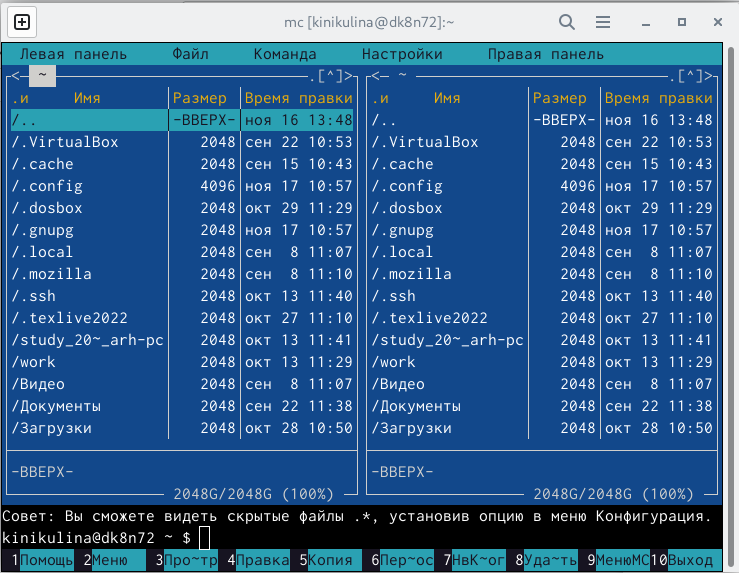 mc [kinikulina@dk8n72]:~
Левая панель Файл Команда Настройки Правая панель
<— ~ .[^]> <— ~ .[^]>
.и Имя Размер Время правки .и Имя Размер Время правки
/.. -ВВЕРХ- ноя 16 13:48 /.. -ВВЕРХ- ноя 16 13:48
/.VirtualBox 2048 сен 22 10:53 /.VirtualBox 2048 сен 22 10:53
/.cache 2048 сен 15 10:43 /.cache 2048 сен 15 10:43
/.config 4096 ноя 17 10:57 /.config 4096 ноя 17 10:57
/.dosbox 2048 окт 29 11:29 /.dosbox 2048 окт 29 11:29
/.gnupg 2048 ноя 17 10:57 /.gnupg 2048 ноя 17 10:57
/.local 2048 сен 8 11:07 /.local 2048 сен 8 11:07
/.mozilla 2048 сен 8 11:10 /.mozilla 2048 сен 8 11:10
/.ssh 2048 окт 13 11:40 /.ssh 2048 окт 13 11:40
/.texlive2022 2048 окт 27 11:10 /.texlive2022 2048 окт 27 11:10
/study_20~_arh-pc 2048 окт 13 11:41 /study_20~_arh-pc 2048 окт 13 11:41
/work 2048 окт 13 11:29 /work 2048 окт 13 11:29
/Видео 2048 сен 8 11:07 /Видео 2048 сен 8 11:07
/Документы 2048 сен 22 11:38 /Документы 2048 сен 22 11:38
/Загрузки 2048 окт 28 10:50 /Загрузки 2048 окт 28 10:50
-ВВЕРХ- -ВВЕРХ-
2048G/2048G (100%) 2048G/2048G (100%)
Совет: Вы сможете видеть скрытые файлы .*, установив опцию в меню Конфигурация.
kinikulina@dk8n72 ~ $
1Помощь 2Меню 3Про~тр 4Правка 5Копия 6Пер~ос 7НвК~ог 8Уда~ть 9МенюМС 10Выход